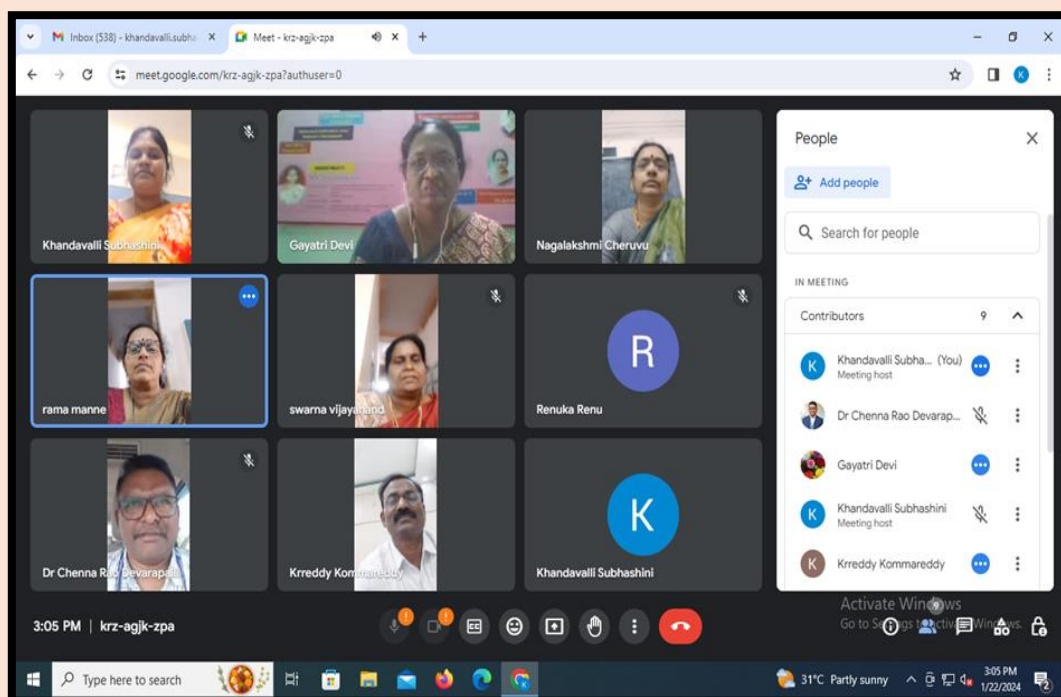 Inbox (538) - khandavalli.subha
Meet - krz-agjk-zpa
meet.google.com/krz-agjk-zpa?authuser=0
K
Khandavalli Subhashini
Gayatri Devi
Nagalakshmi Cheruvu
rama manne
swarna vijayanand
R
Renuka Renu
Dr Chenna Rao Devarapalli
Krreddy Kommareddy
K
Khandavalli Subhashini
People
Add people
Search for people
IN MEETING
Contributors 9
K Khandavalli Subha... (You)
Meeting host
Dr Chenna Rao Devarap...
Gayatri Devi
K Khandavalli Subhashini
Meeting host
K Krreddy Kommareddy
Activate Windows
Go to Settings to activate Windows.
9
3:05 PM | krz-agjk-zpa
CC
Type here to search
31°C Partly sunny
3:05 PM
1/22/2024
2